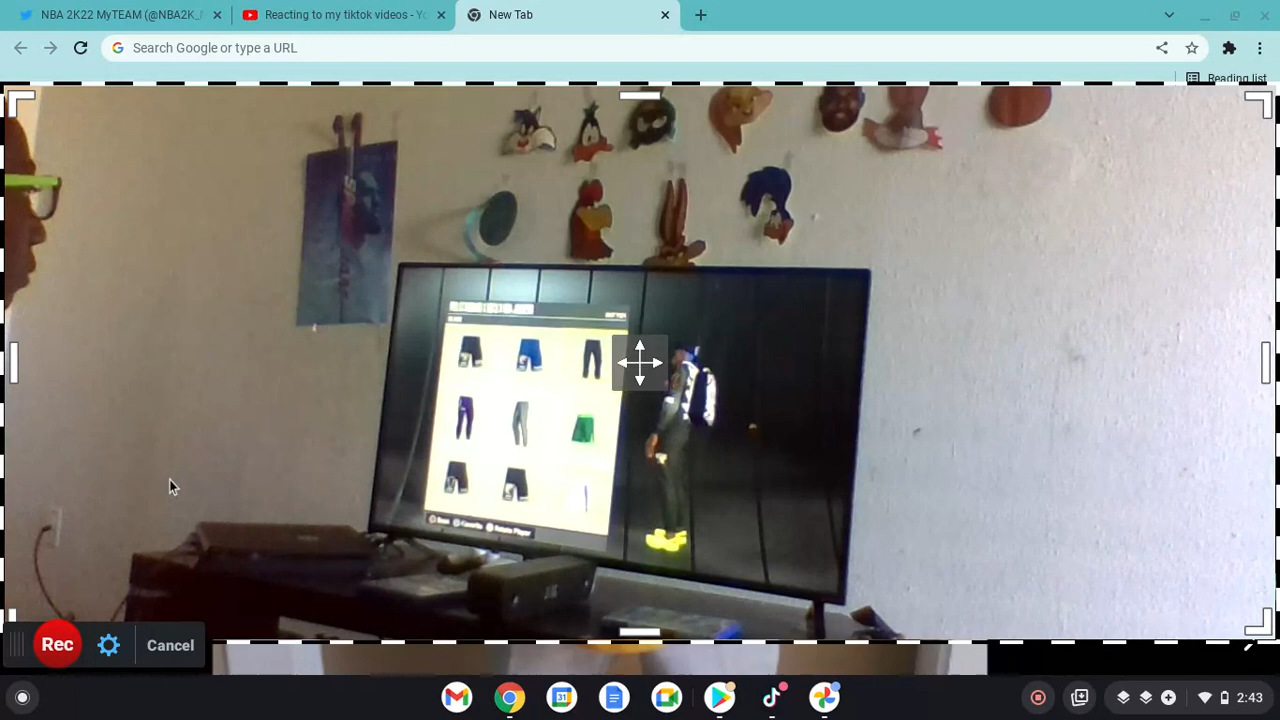 NBA 2K22 MyTEAM (@NBA2K_
Reacting to my tiktok videos - Yo
New Tab
Search Google or type a URL
Reading list
Rec
Cancel
31
2:43